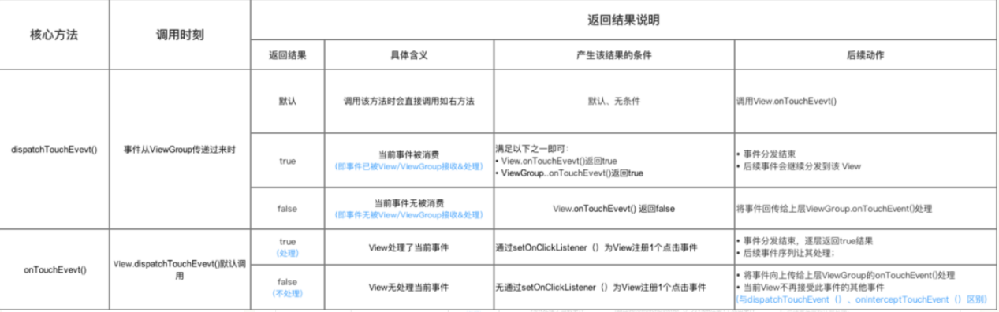 核心方法
调用时刻
返回结果说明
返回结果
具体含义
产生该结果的条件
后续动作
dispatchTouchEvevt()
事件从ViewGroup传递过来时
默认
调用该方法时会直接调用如右方法
默认、无条件
调用View.onTouchEvevt()
true
当前事件被消费
(即事件已被View/ViewGroup接收&处理)
满足以下之一即可：
• View.onTouchEvevt()返回true
• ViewGroup..onTouchEvevt()返回true
• 事件分发结束
• 后续事件会继续分发到该 View
false
当前事件无被消费
(即事件无被View/ViewGroup接收&处理)
View.onTouchEvevt() 返回false
将事件回传给上层ViewGroup.onTouchEvent()处理
onTouchEvevt()
View.dispatchTouchEvevt()默认调
用
true
(处理)
View处理了当前事件
通过setOnClickListener（）为View注册1个点击事件
• 事件分发结束，逐层返回true结果
• 后续事件序列让其处理；
false
(不处理)
View无处理当前事件
无通过setOnClickListener（）为View注册1个点击事件
• 将事件向上传给上层ViewGroup的onTouchEvent()处理
• 当前View不再接受此事件的其他事件
(与dispatchTouchEvent（）、onInterceptTouchEvent（）区别)